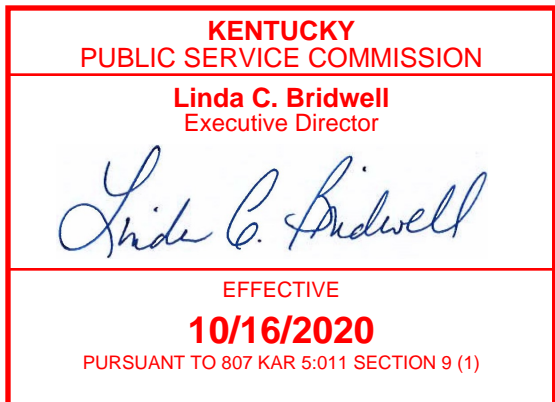 KENTUCKY
PUBLIC SERVICE COMMISSION
Linda C. Bridwell
Executive Director
Linda C. Bridwell
EFFECTIVE
10/16/2020
PURSUANT TO 807 KAR 5:011 SECTION 9 (1)